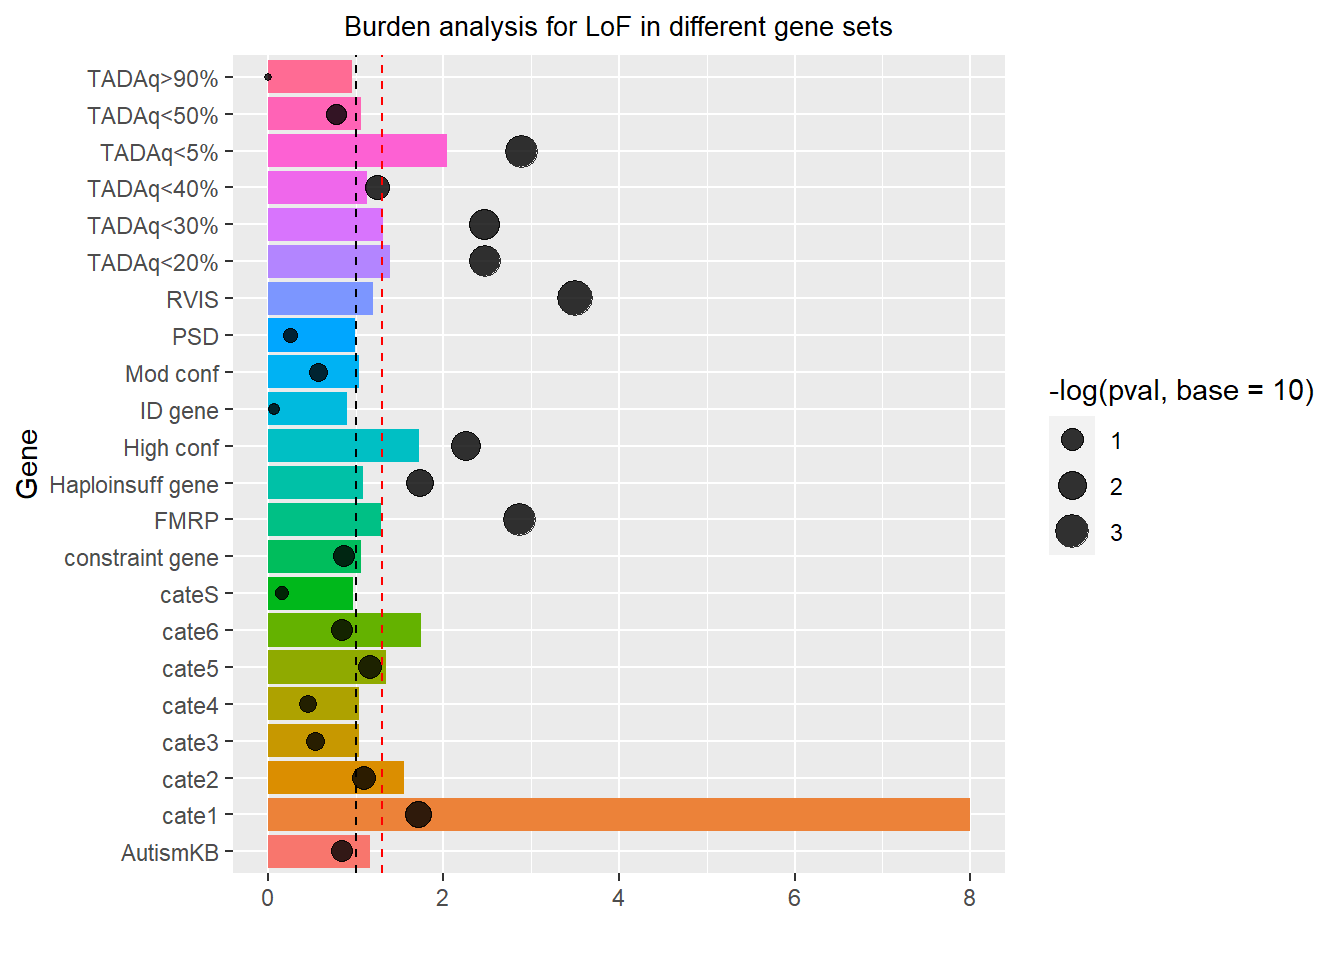 Burden analysis for LoF in different gene sets
TADAq>90%
TADAq<50%
TADAq<5%
TADAq<40%
TADAq<30%
TADAq<20%
RVIS
PSD
Mod conf
ID gene
High conf
Haploinsuff gene
FMRP
constraint gene
cateS
cate6
cate5
cate4
cate3
cate2
cate1
AutismKB
Gene
0 2 4 6 8
-log(pval, base = 10)
1
2
3